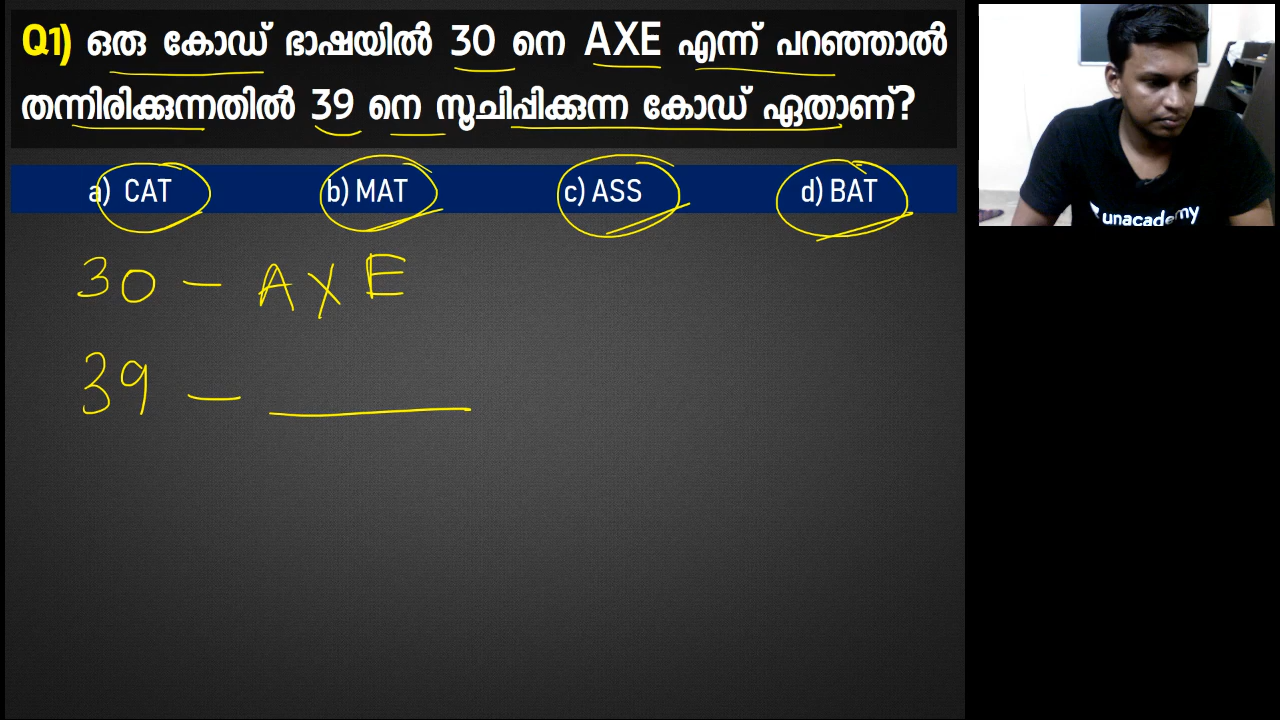 Q1) ഒരു കോഡ് ഭാഷയിൽ 30 നെ AXE എന്ന് പറഞ്ഞാൽ
തന്നിരിക്കുന്നതിൽ 39 നെ സൂചിപ്പിക്കുന്ന കോഡ് ഏതാണ്?
a) CAT b) MAT c) ASS d) BAT
30 – AXE
39 –
unacademy